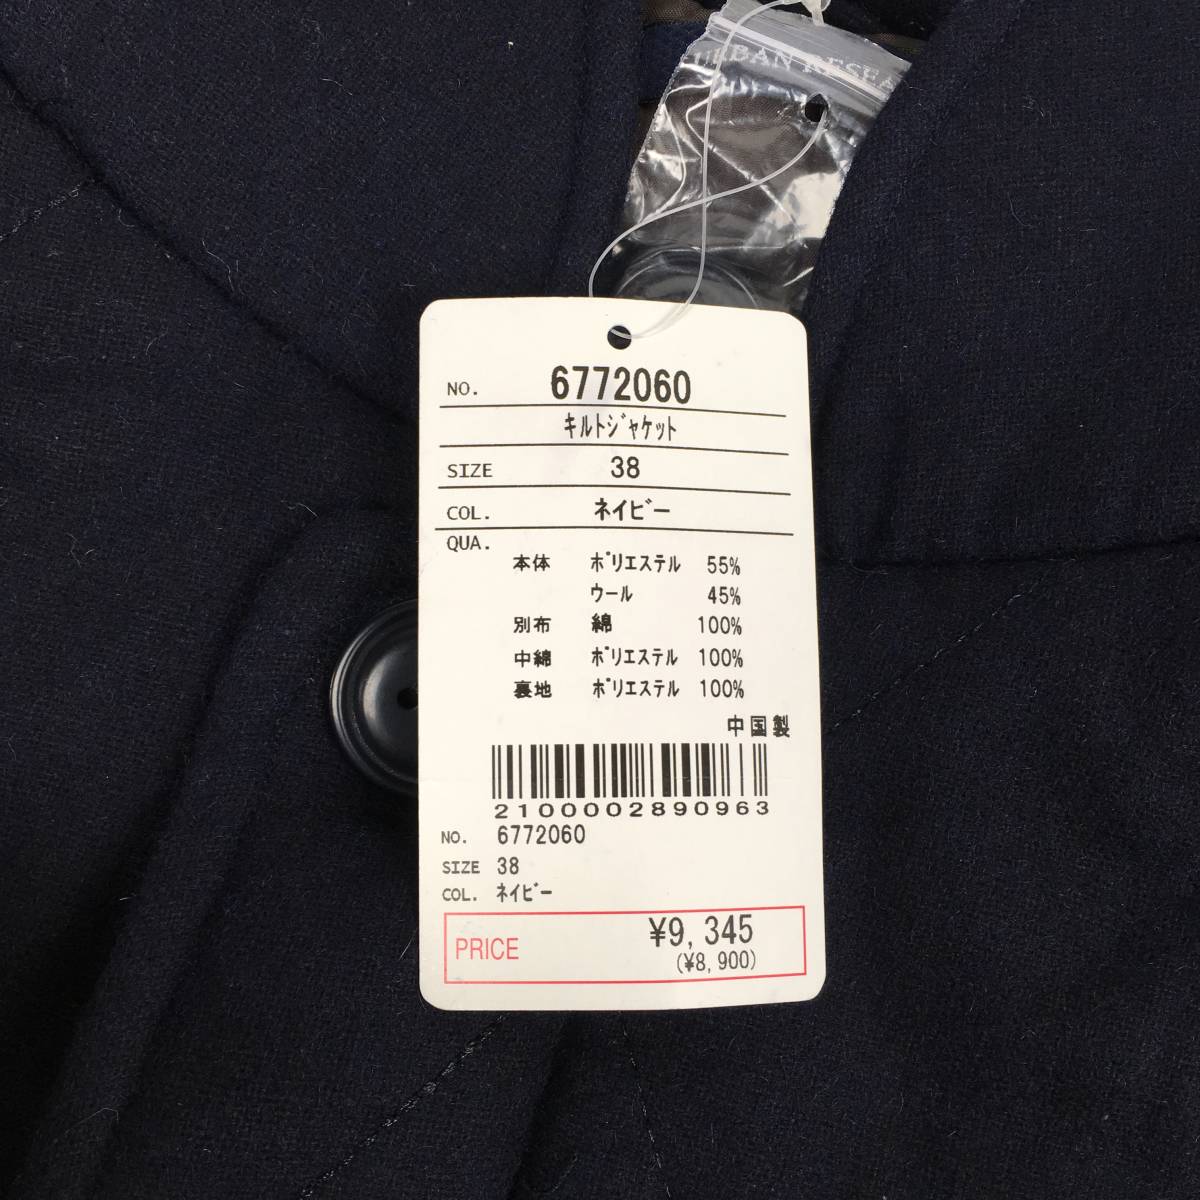 URBAN RESEA
NO. 6772060
ｷﾙﾄｼﾞｬｹｯﾄ
SIZE 38
COL. ﾈｲﾋﾞｰ
QUA.
本体 ﾎﾟﾘｴｽﾃﾙ 55%
ｳｰﾙ 45%
別布 綿 100%
中綿 ﾎﾟﾘｴｽﾃﾙ 100%
裏地 ﾎﾟﾘｴｽﾃﾙ 100%
中国製
2100002890963
NO. 6772060
SIZE 38
COL. ﾈｲﾋﾞｰ
PRICE ¥9,345
(¥8,900)